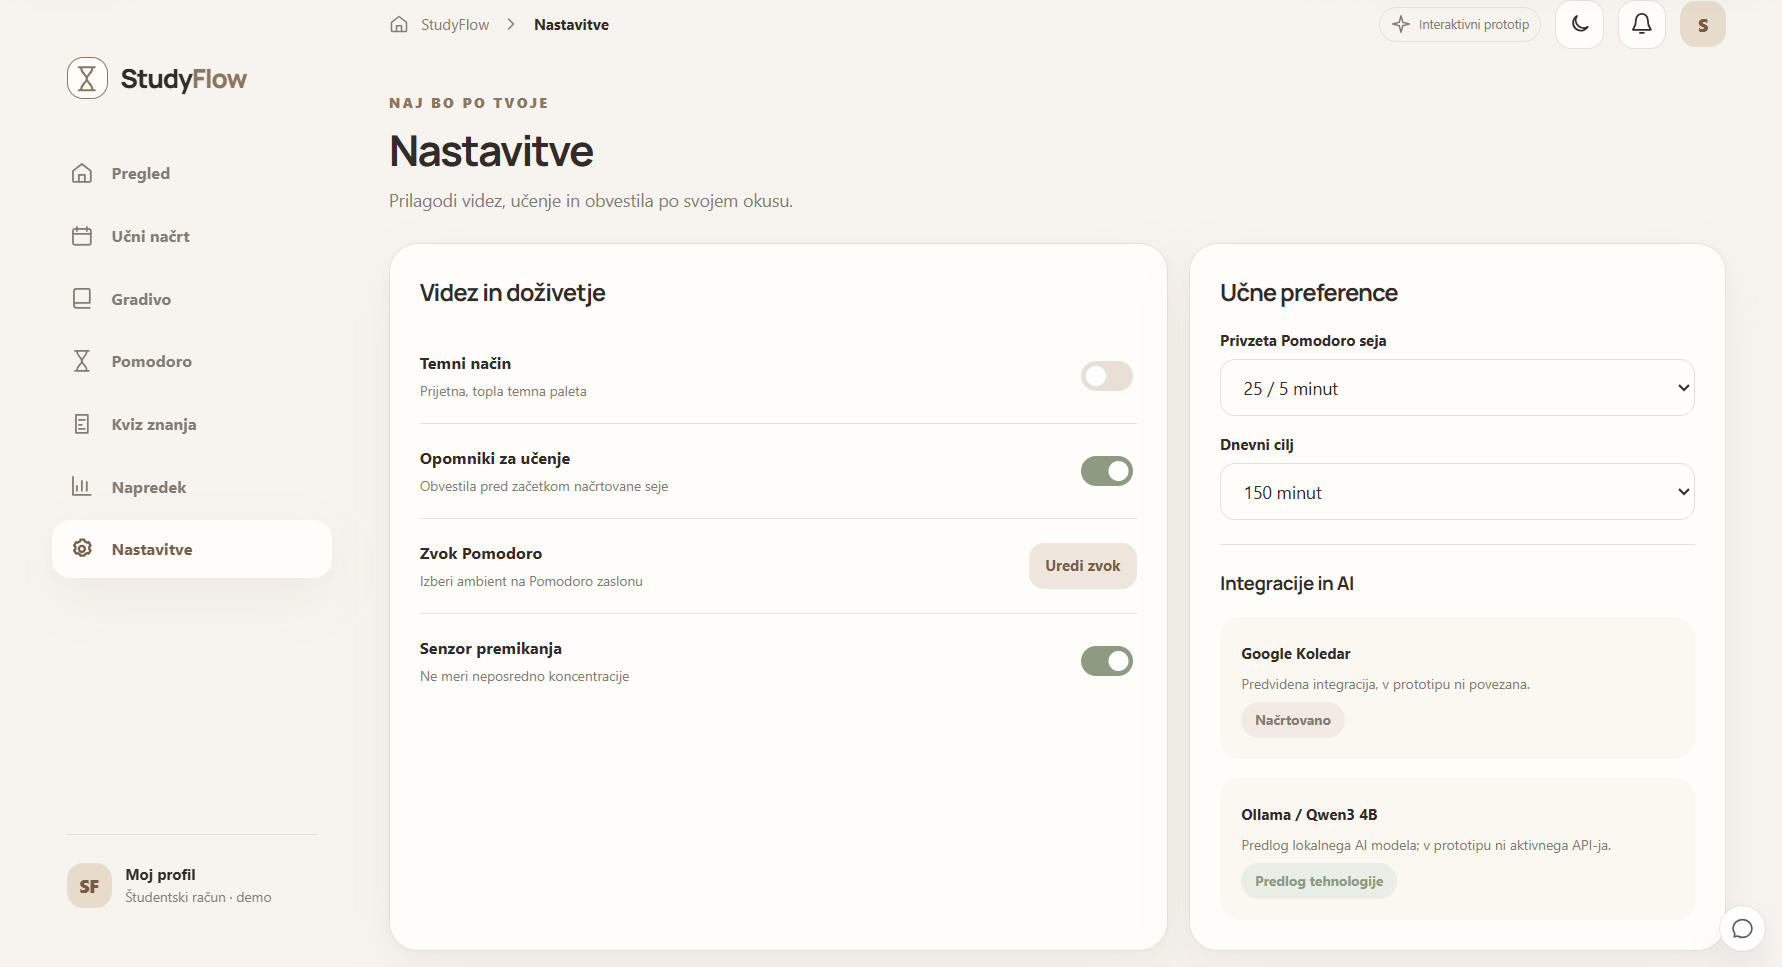 StudyFlow
Nastavitve
Interaktivni prototip
S
StudyFlow
Pregled
Učni načrt
Gradivo
Pomodoro
Kviz znanja
Napredek
Nastavitve
SF
Moj profil
Študentski račun · demo
NAJ BO PO TVOJE
Nastavitve
Prilagodi videz, učenje in obvestila po svojem okusu.
Videz in doživetje
Temni način
Prijetna, topla temna paleta
Opomniki za učenje
Obvestila pred začetkom načrtovane seje
Zvok Pomodoro
Izberi ambient na Pomodoro zaslonu
Uredi zvok
Senzor premikanja
Ne meri neposredno koncentracije
Učne preference
Privzeta Pomodoro seja
25 / 5 minut
Dnevni cilj
150 minut
Integracije in AI
Google Koledar
Predvidena integracija, v prototipu ni povezana.
Načrtovano
Ollama / Qwen3 4B
Predlog lokalnega AI modela; v prototipu ni aktivnega API-ja.
Predlog tehnologije